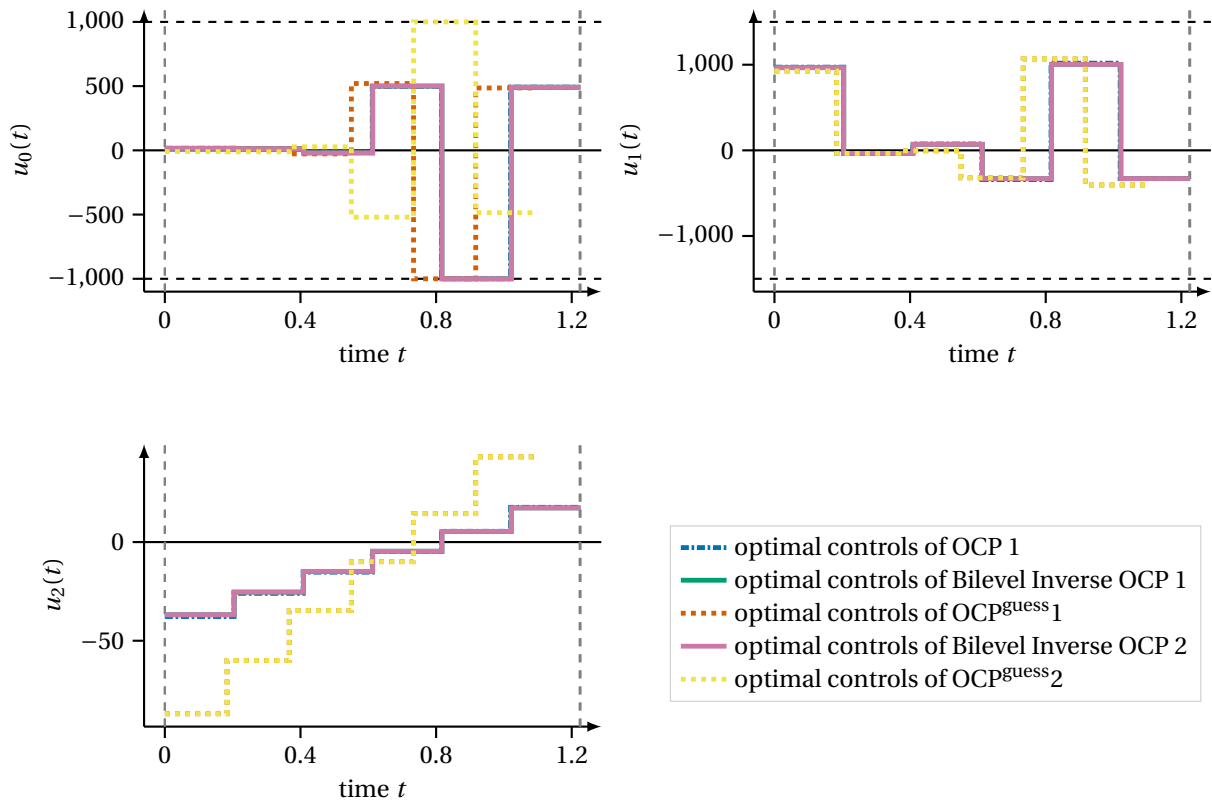 1,000
500
0
−500
−1,000
u₀(t)
0
0.4
0.8
1.2
time t
1,000
0
−1,000
u₁(t)
0
0.4
0.8
1.2
time t
0
−50
u₂(t)
0
0.4
0.8
1.2
time t
optimal controls of OCP 1
optimal controls of Bilevel Inverse OCP 1
optimal controls of OCPᵍᵘᵉˢˢ1
optimal controls of Bilevel Inverse OCP 2
optimal controls of OCPᵍᵘᵉˢˢ2